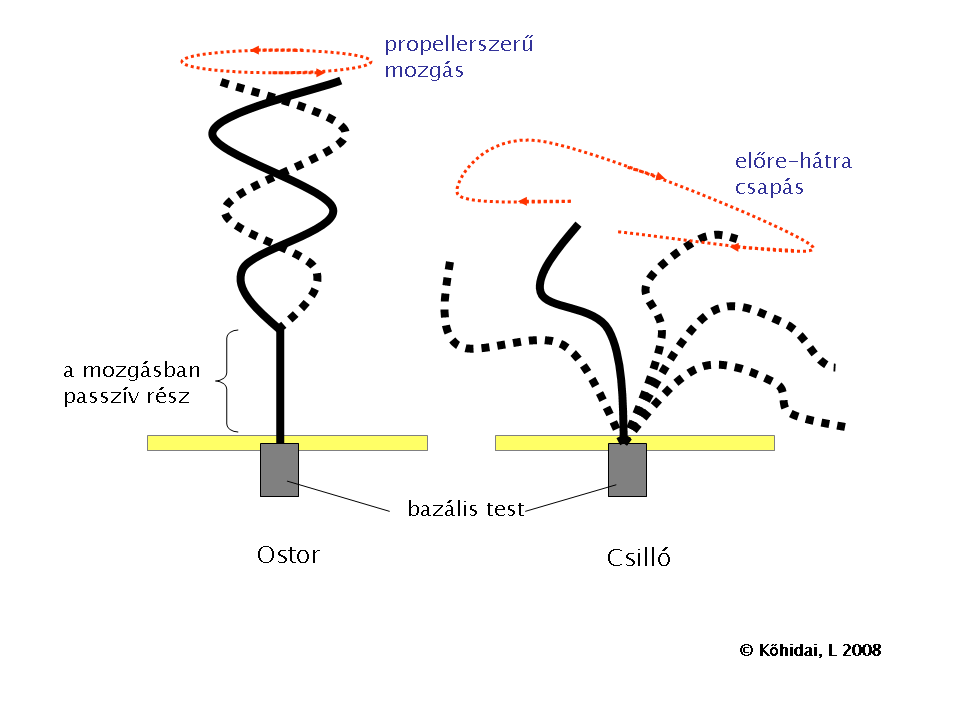 propellerszerű
mozgás
előre-hátra
csapás
a mozgásban
passzív rész
bazális test
Ostor
Csilló
© Kőhidai, L 2008